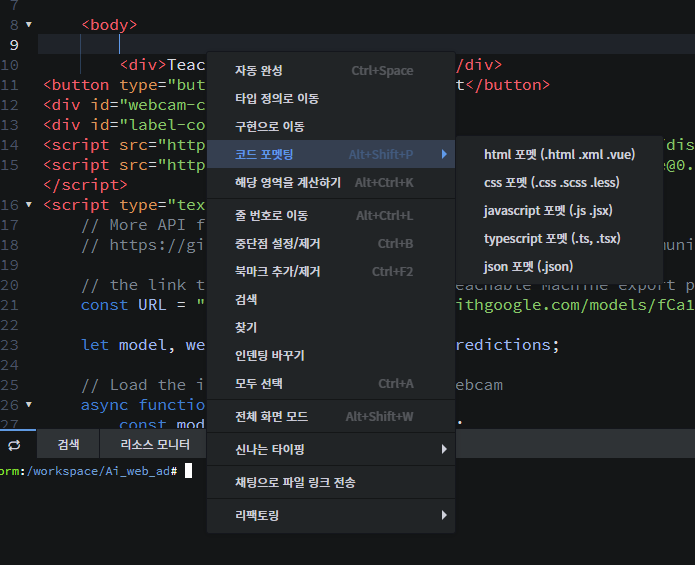 7
8 <body>
9
10 <div>Teac /div>
11 <button type="but t</button>
12 <div id="webcam-c
13 <div id="label-co
14 <script src="http /dis
15 <script src="http e@0.
</script>
16 <script type="tex
17 // More API f
18 // https://gi muni
19
20 // the link t eachable Machine export p
21 const URL = " ithgoogle.com/models/fCa1
22
23 let model, we redictions;
24
25 // Load the i ebcam
26 async functio
27 const mod
자동 완성 Ctrl+Space
타입 정의로 이동
구현으로 이동
코드 포멧팅 Alt+Shift+P
해당 영역을 계산하기 Alt+Ctrl+K
줄 번호로 이동 Alt+Ctrl+L
중단점 설정/제거 Ctrl+B
북마크 추가/제거 Ctrl+F2
검색
찾기
인덴팅 바꾸기
모두 선택 Ctrl+A
전체 화면 모드 Alt+Shift+W
신나는 타이핑
채팅으로 파일 링크 전송
리팩토링
html 포멧 (.html .xml .vue)
css 포멧 (.css .scss .less)
javascript 포멧 (.js .jsx)
typescript 포멧 (.ts, .tsx)
json 포멧 (.json)
검색 리소스 모니터
orm:/workspace/Ai_web_ad#